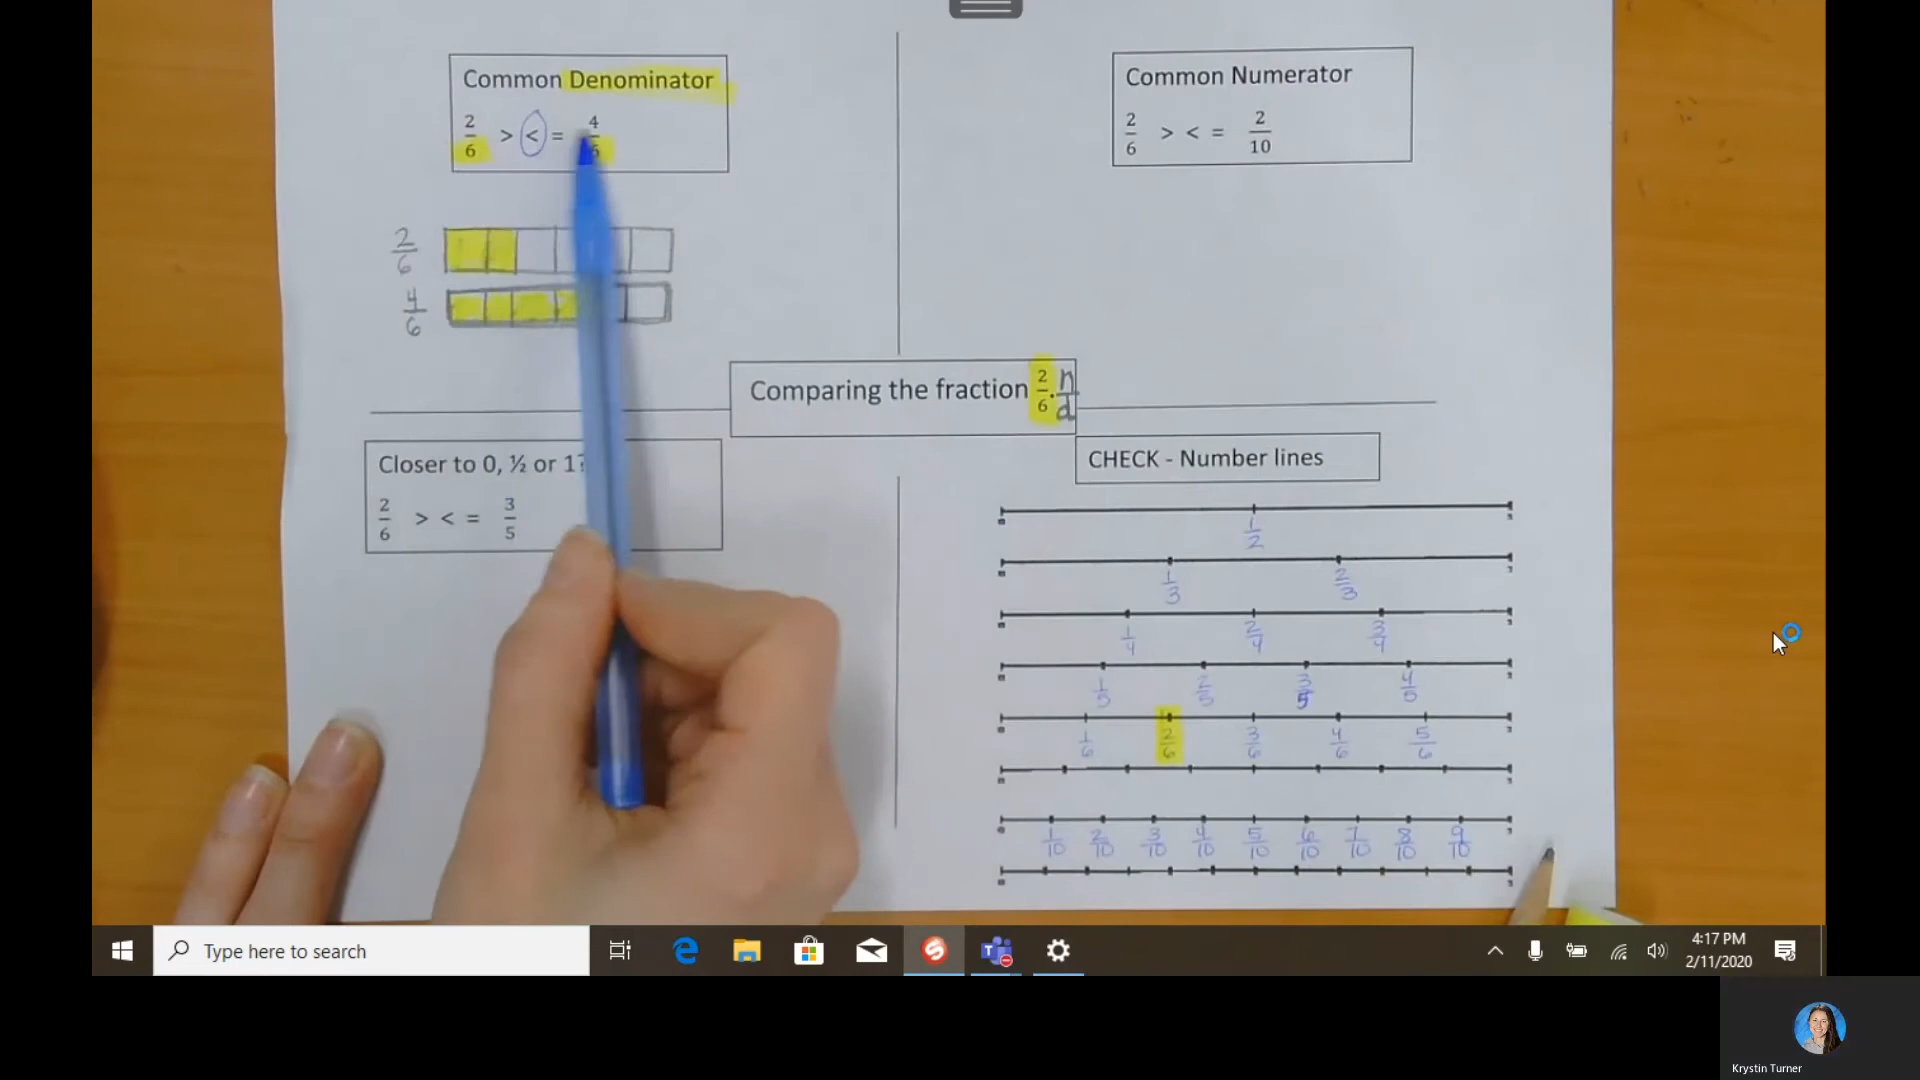 Common Denominator
2/6 > < = 4/6
2/6
4/6
Common Numerator
2/6 > < = 2/10
Comparing the fraction 2/6. n/d
Closer to 0, ½ or 1?
2/6 > < = 3/5
CHECK - Number lines
1/2
1/3 2/3
1/4 2/4 3/4
1/5 2/5 3/5 4/5
1/6 2/6 3/6 4/6 5/6
1/10 2/10 3/10 4/10 5/10 6/10 7/10 8/10 9/10
Type here to search
4:17 PM
2/11/2020
Krystin Turner